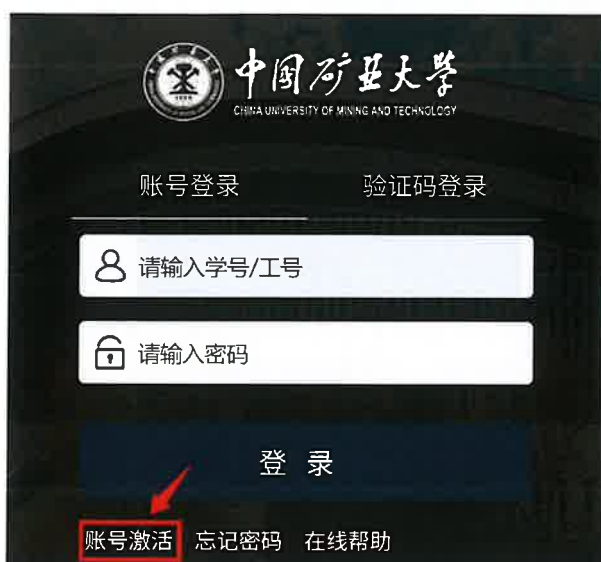 中国矿业大学
CHINA UNIVERSITY OF MINING AND TECHNOLOGY
账号登录 验证码登录
请输入学号/工号
请输入密码
登 录
账号激活 忘记密码 在线帮助